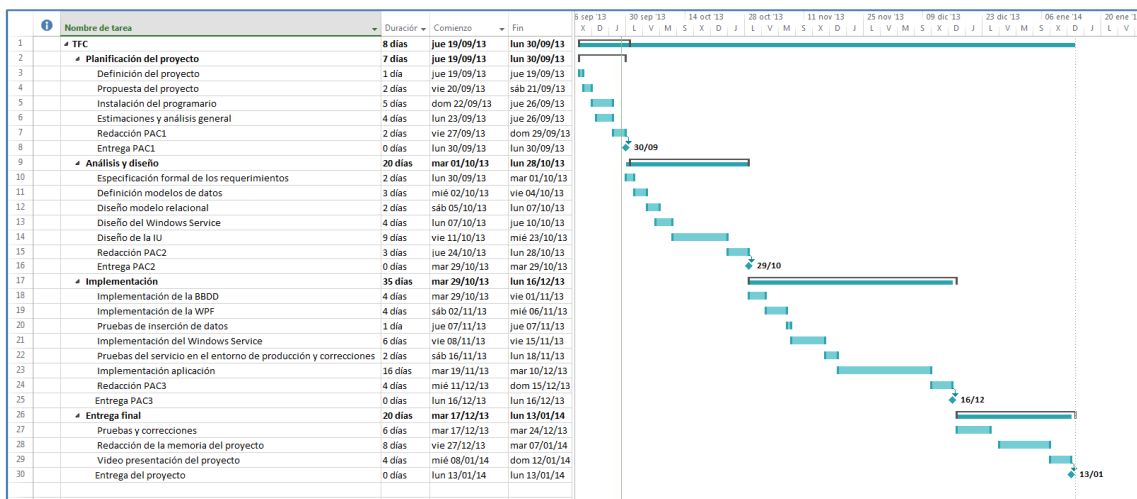 Nombre de tarea Duración Comienzo Fin 6 sep '13 30 sep '13 14 oct '13 28 oct '13 11 nov '13 25 nov '13 09 dic '13 23 dic '13 06 ene '14 20 ene '1
X D J L V M S X D J L V M S X D J L V M S X D J L V
1 TFC 8 días jue 19/09/13 lun 30/09/13
2 Planificación del proyecto 7 días jue 19/09/13 lun 30/09/13
3 Definición del proyecto 1 día jue 19/09/13 jue 19/09/13
4 Propuesta del proyecto 2 días vie 20/09/13 sáb 21/09/13
5 Instalación del programario 5 días dom 22/09/13 jue 26/09/13
6 Estimaciones y análisis general 4 días lun 23/09/13 jue 26/09/13
7 Redacción PAC1 2 días vie 27/09/13 dom 29/09/13
8 Entrega PAC1 0 días lun 30/09/13 lun 30/09/13 30/09
9 Análisis y diseño 20 días mar 01/10/13 lun 28/10/13
10 Especificación formal de los requerimientos 2 días lun 30/09/13 mar 01/10/13
11 Definición modelos de datos 3 días mié 02/10/13 vie 04/10/13
12 Diseño modelo relacional 2 días sáb 05/10/13 lun 07/10/13
13 Diseño del Windows Service 4 días lun 07/10/13 jue 10/10/13
14 Diseño de la IU 9 días vie 11/10/13 mié 23/10/13
15 Redacción PAC2 3 días jue 24/10/13 lun 28/10/13
16 Entrega PAC2 0 días mar 29/10/13 mar 29/10/13 29/10
17 Implementación 35 días mar 29/10/13 lun 16/12/13
18 Implementación de la BBDD 4 días mar 29/10/13 vie 01/11/13
19 Implementación de la WPF 4 días sáb 02/11/13 mié 06/11/13
20 Pruebas de inserción de datos 1 día jue 07/11/13 jue 07/11/13
21 Implementación del Windows Service 6 días vie 08/11/13 vie 15/11/13
22 Pruebas del servicio en el entorno de producción y correcciones 2 días sáb 16/11/13 lun 18/11/13
23 Implementación aplicación 16 días mar 19/11/13 mar 10/12/13
24 Redacción PAC3 4 días mié 11/12/13 dom 15/12/13
25 Entrega PAC3 0 días lun 16/12/13 lun 16/12/13 16/12
26 Entrega final 20 días mar 17/12/13 lun 13/01/14
27 Pruebas y correcciones 6 días mar 17/12/13 mar 24/12/13
28 Redacción de la memoria del proyecto 8 días vie 27/12/13 mar 07/01/14
29 Video presentación del proyecto 4 días mié 08/01/14 dom 12/01/14
30 Entrega del proyecto 0 días lun 13/01/14 lun 13/01/14 13/01